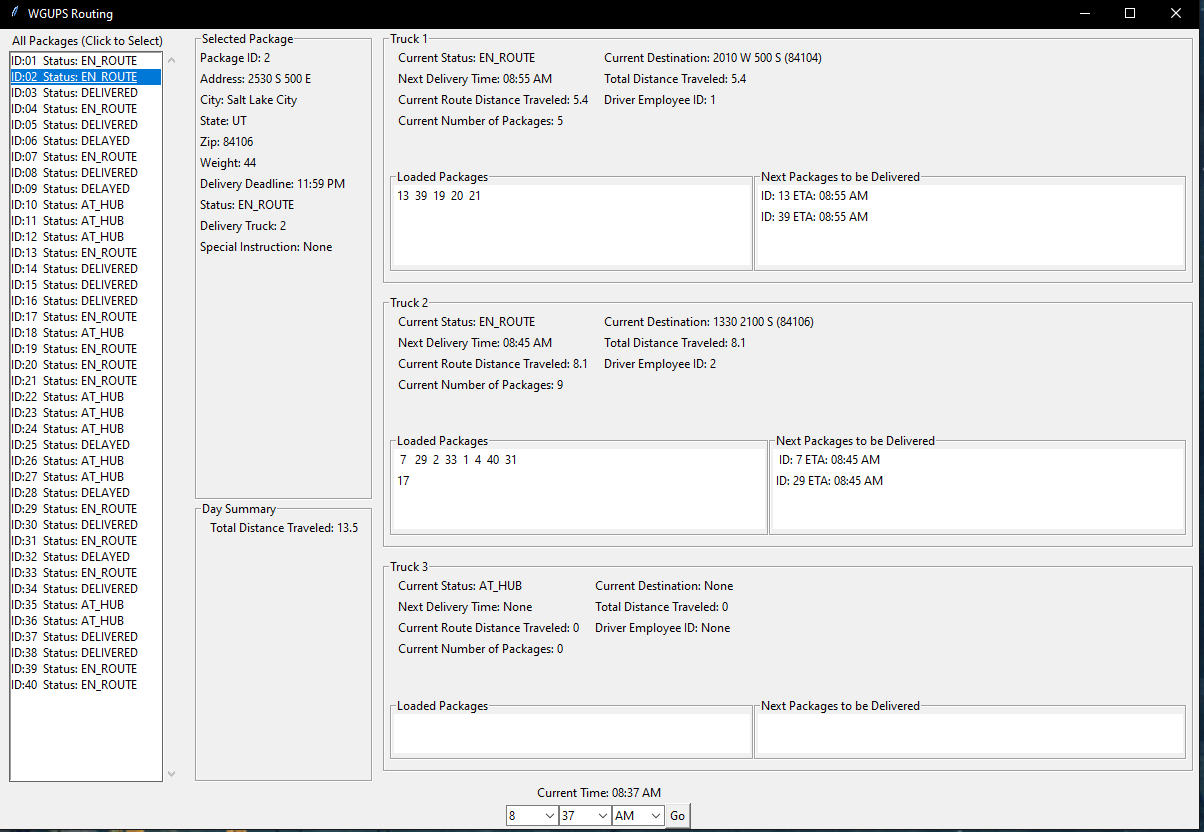 WGUPS Routing
All Packages (Click to Select)
ID:01 Status: EN_ROUTE
ID:02 Status: EN_ROUTE
ID:03 Status: DELIVERED
ID:04 Status: EN_ROUTE
ID:05 Status: DELIVERED
ID:06 Status: DELAYED
ID:07 Status: EN_ROUTE
ID:08 Status: DELIVERED
ID:09 Status: DELAYED
ID:10 Status: AT_HUB
ID:11 Status: AT_HUB
ID:12 Status: AT_HUB
ID:13 Status: EN_ROUTE
ID:14 Status: DELIVERED
ID:15 Status: DELIVERED
ID:16 Status: DELIVERED
ID:17 Status: EN_ROUTE
ID:18 Status: AT_HUB
ID:19 Status: EN_ROUTE
ID:20 Status: EN_ROUTE
ID:21 Status: EN_ROUTE
ID:22 Status: AT_HUB
ID:23 Status: AT_HUB
ID:24 Status: AT_HUB
ID:25 Status: DELAYED
ID:26 Status: AT_HUB
ID:27 Status: AT_HUB
ID:28 Status: DELAYED
ID:29 Status: EN_ROUTE
ID:30 Status: DELIVERED
ID:31 Status: EN_ROUTE
ID:32 Status: DELAYED
ID:33 Status: EN_ROUTE
ID:34 Status: DELIVERED
ID:35 Status: AT_HUB
ID:36 Status: AT_HUB
ID:37 Status: DELIVERED
ID:38 Status: DELIVERED
ID:39 Status: EN_ROUTE
ID:40 Status: EN_ROUTE
Selected Package
Package ID: 2
Address: 2530 S 500 E
City: Salt Lake City
State: UT
Zip: 84106
Weight: 44
Delivery Deadline: 11:59 PM
Status: EN_ROUTE
Delivery Truck: 2
Special Instruction: None
Day Summary
Total Distance Traveled: 13.5
Truck 1
Current Status: EN_ROUTE Current Destination: 2010 W 500 S (84104)
Next Delivery Time: 08:55 AM Total Distance Traveled: 5.4
Current Route Distance Traveled: 5.4 Driver Employee ID: 1
Current Number of Packages: 5
Loaded Packages
13 39 19 20 21
Next Packages to be Delivered
ID: 13 ETA: 08:55 AM
ID: 39 ETA: 08:55 AM
Truck 2
Current Status: EN_ROUTE Current Destination: 1330 2100 S (84106)
Next Delivery Time: 08:45 AM Total Distance Traveled: 8.1
Current Route Distance Traveled: 8.1 Driver Employee ID: 2
Current Number of Packages: 9
Loaded Packages
7 29 2 33 1 4 40 31
17
Next Packages to be Delivered
ID: 7 ETA: 08:45 AM
ID: 29 ETA: 08:45 AM
Truck 3
Current Status: AT_HUB Current Destination: None
Next Delivery Time: None Total Distance Traveled: 0
Current Route Distance Traveled: 0 Driver Employee ID: None
Current Number of Packages: 0
Loaded Packages
Next Packages to be Delivered
Current Time: 08:37 AM
8 37 AM Go